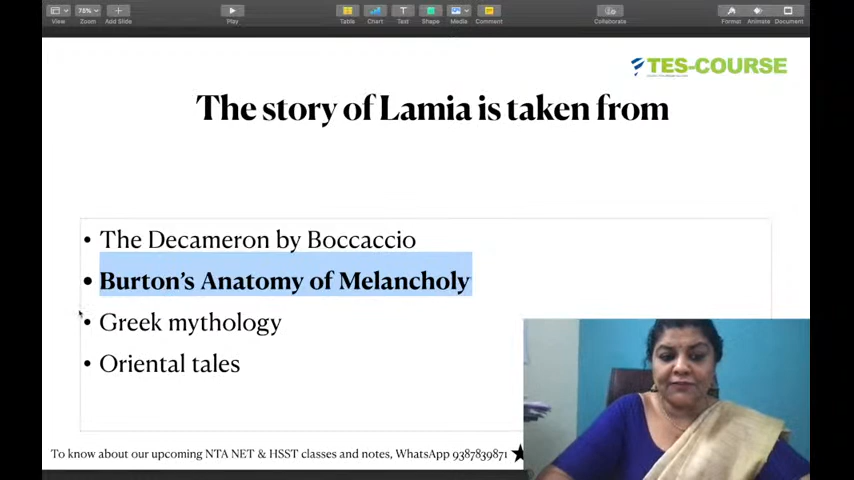 View
Zoom
Add Slide
Play
Table
Chart
Text
Shape
Media
Comment
Collaborate
Format
Animate
Document
78%
T
TES-COURSE
The story of Lamia is taken from
• The Decameron by Boccaccio
• Burton's Anatomy of Melancholy
• Greek mythology
• Oriental tales
To know about our upcoming NTA NET & HSST classes and notes, WhatsApp 9387839871